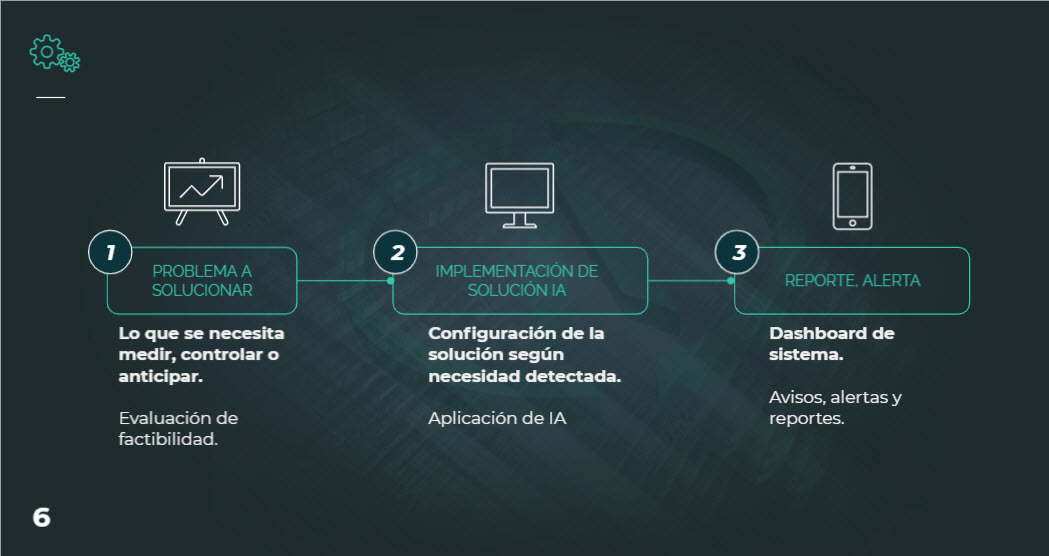 1
PROBLEMA A
SOLUCIONAR
Lo que se necesita
medir, controlar o
anticipar.
Evaluación de
factibilidad.
2
IMPLEMENTACIÓN DE
SOLUCIÓN IA
Configuración de la
solución según
necesidad detectada.
Aplicación de IA
3
REPORTE, ALERTA
Dashboard de
sistema.
Avisos, alertas y
reportes.
6